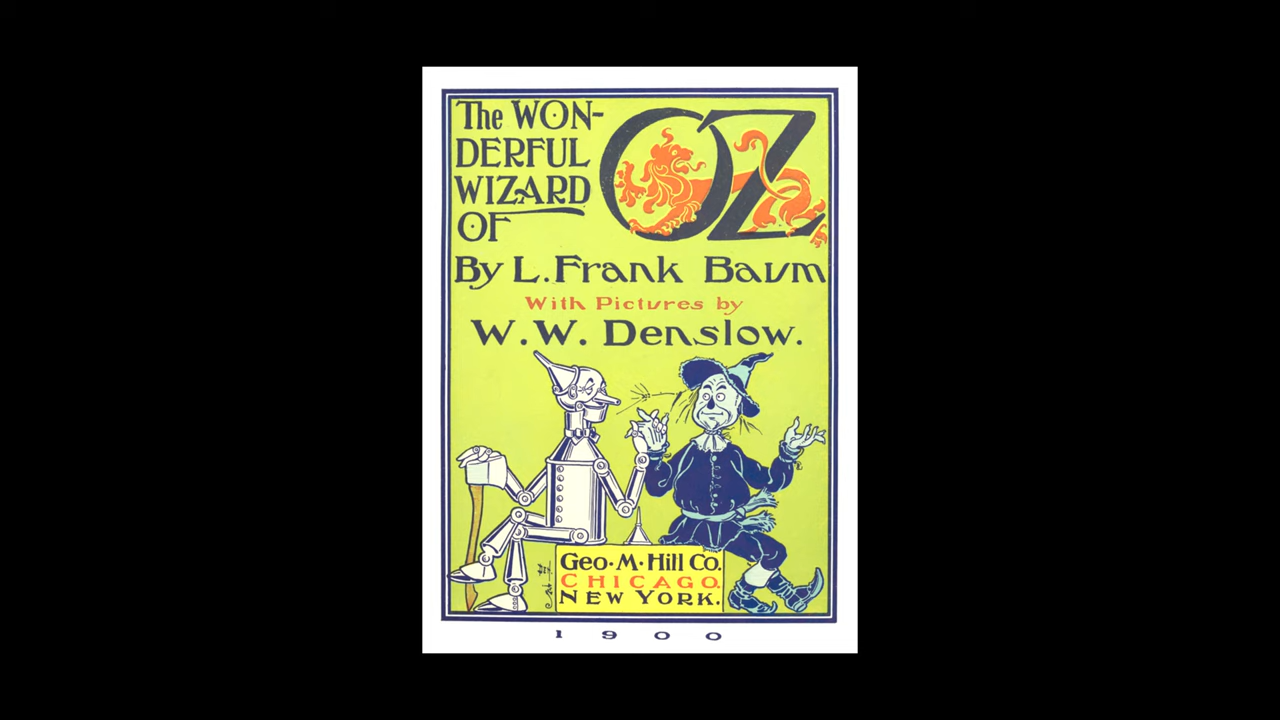 The WON-
DERFUL
WIZARD
OF
OZ
By L. Frank Baum
With Pictures by
W. W. Denslow.
Geo. M. Hill Co.
CHICAGO.
NEW YORK.
1900